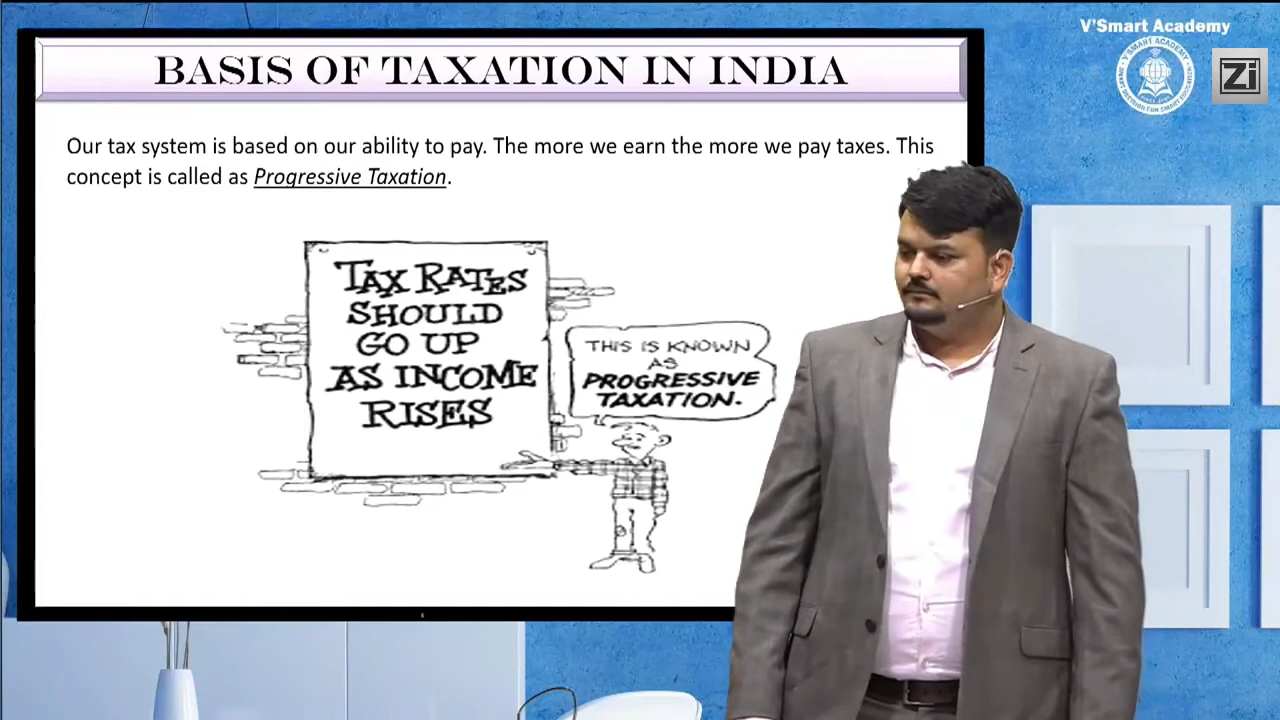 V'Smart Academy
Zi
BASIS OF TAXATION IN INDIA
Our tax system is based on our ability to pay. The more we earn the more we pay taxes. This
concept is called as Progressive Taxation.
TAX RATES
SHOULD
GO UP
AS INCOME
RISES
THIS IS KNOWN
AS
PROGRESSIVE
TAXATION.